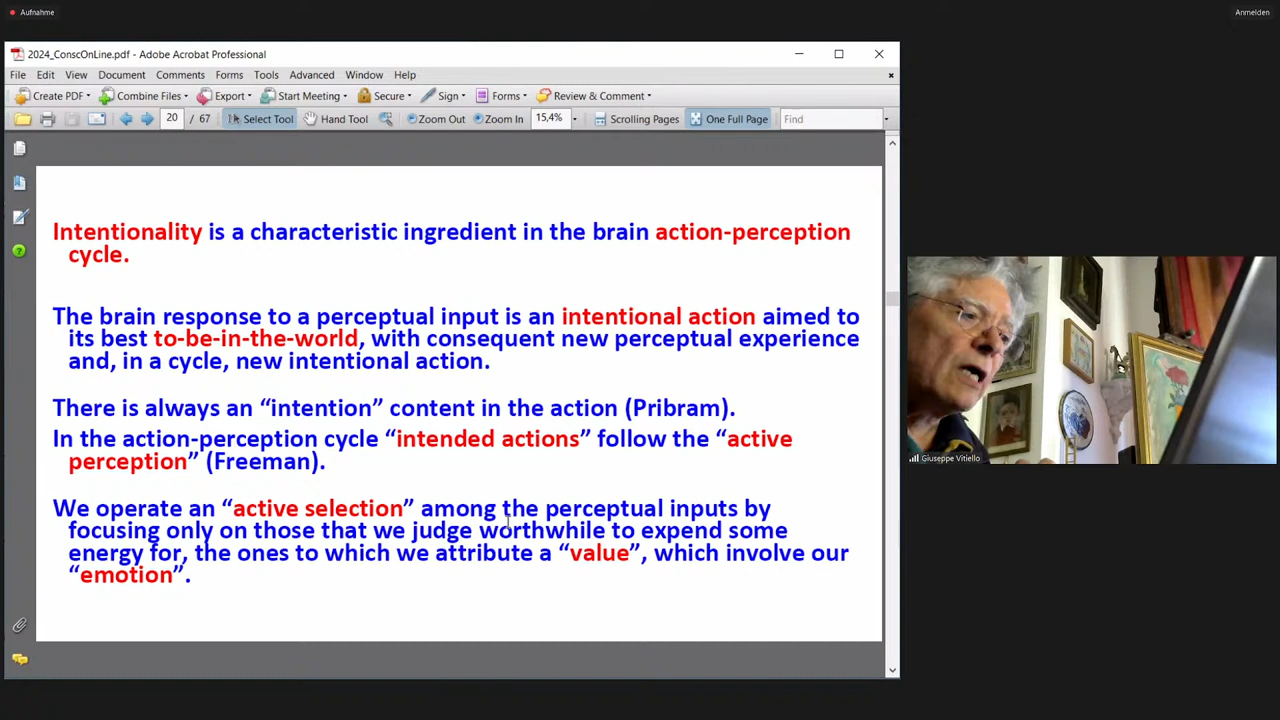 Aufnahme
Anmelden
2024_ConscOnLine.pdf - Adobe Acrobat Professional
File Edit View Document Comments Forms Tools Advanced Window Help
Create PDF Combine Files Export Start Meeting Secure Sign Forms Review & Comment
20 / 67 Select Tool Hand Tool Zoom Out Zoom In 15,4% Scrolling Pages One Full Page Find
Intentionality is a characteristic ingredient in the brain action-perception
cycle.
The brain response to a perceptual input is an intentional action aimed to
its best to-be-in-the-world, with consequent new perceptual experience
and, in a cycle, new intentional action.
There is always an “intention” content in the action (Pribram).
In the action-perception cycle “intended actions” follow the “active
perception” (Freeman).
We operate an “active selection” among the perceptual inputs by
focusing only on those that we judge worthwhile to expend some
energy for, the ones to which we attribute a “value”, which involve our
“emotion”.
Giuseppe Vitiello